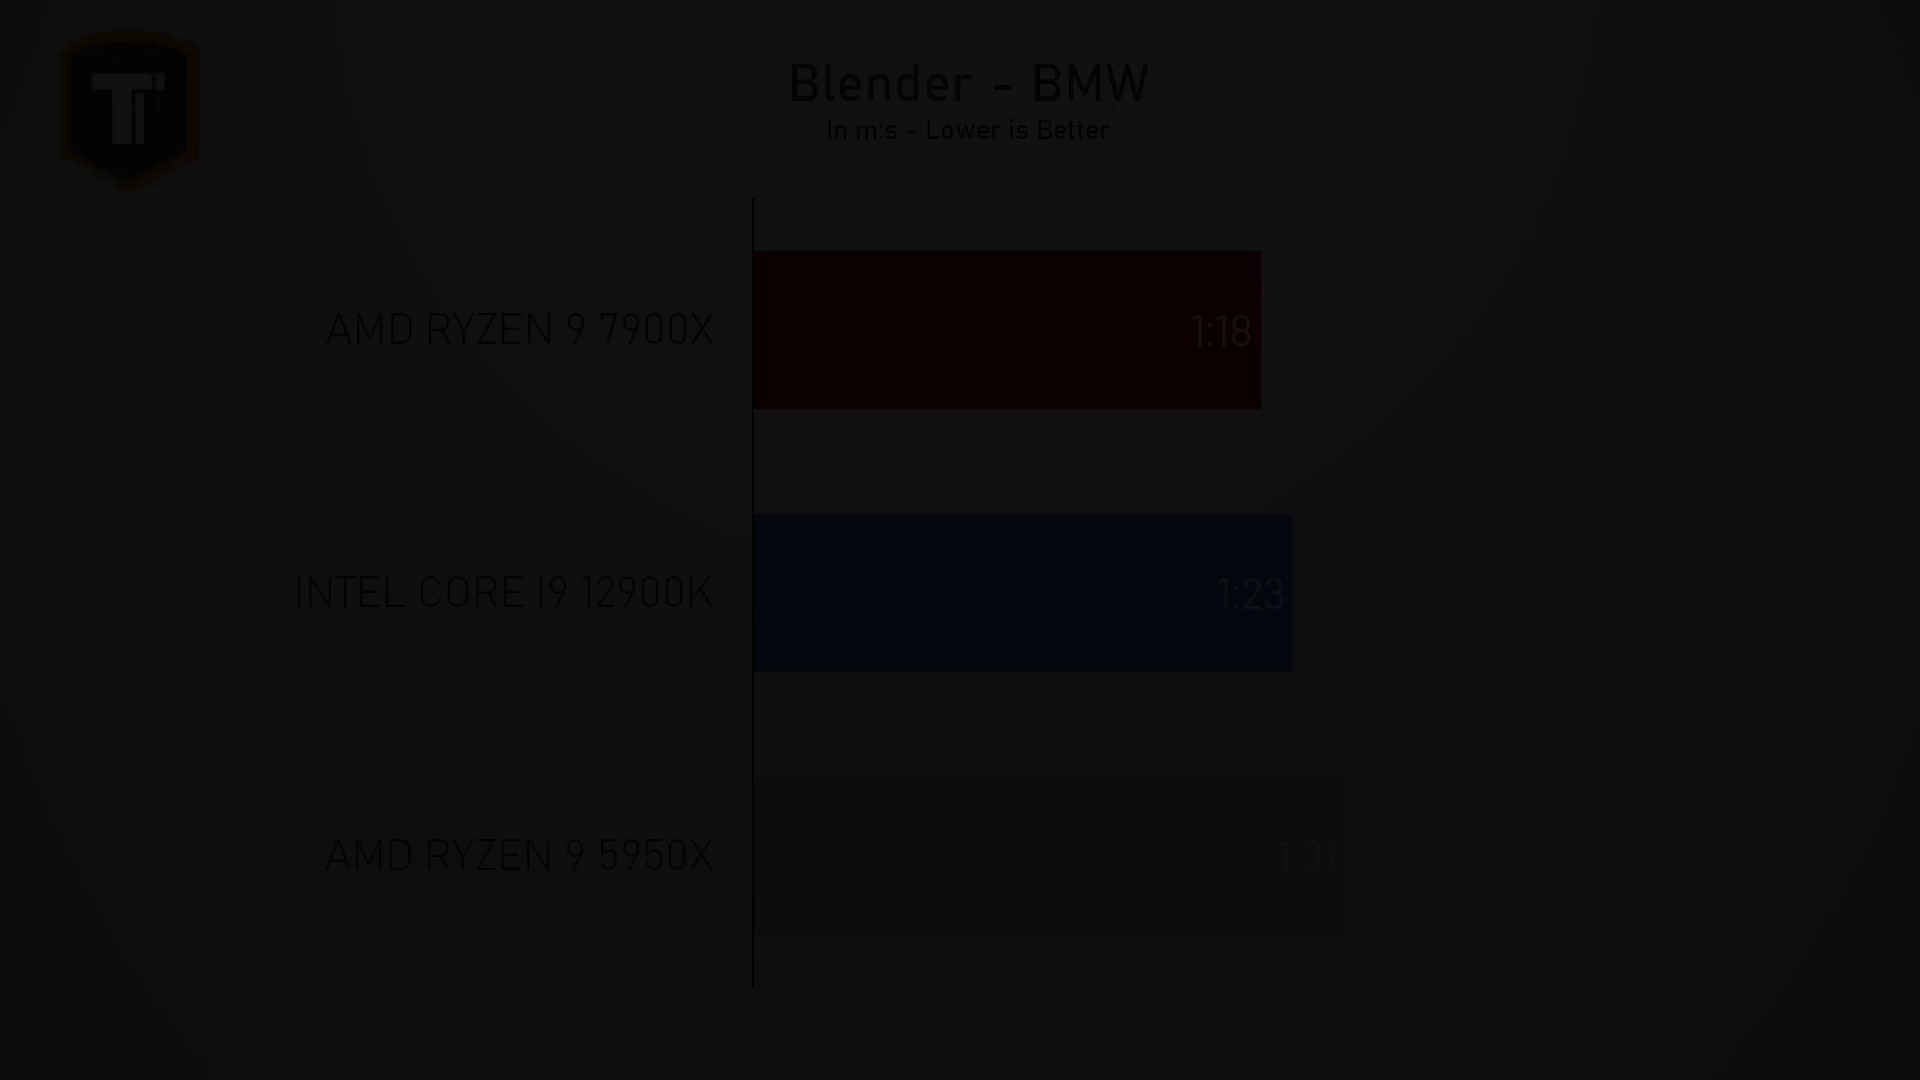 Blender - BMW
In m:s - Lower is Better
AMD RYZEN 9 7900X
1:18
INTEL CORE I9 12900K
1:23
AMD RYZEN 9 5950X
1:31